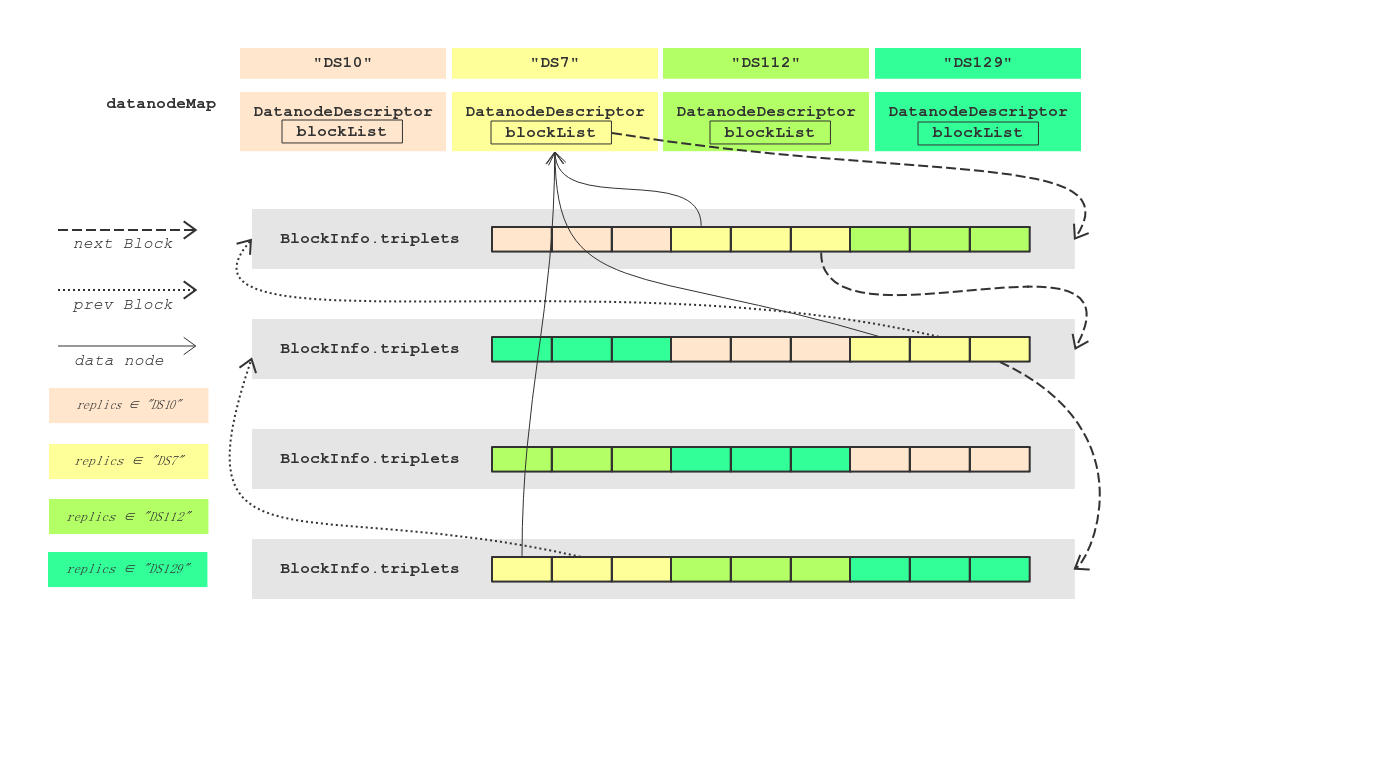 "DS10" "DS7" "DS112" "DS129"
datanodeMap
DatanodeDescriptor DatanodeDescriptor DatanodeDescriptor DatanodeDescriptor
blockList blockList blockList blockList
BlockInfo.triplets
next Block
prev Block
BlockInfo.triplets
data node
replics ∈ "DS10"
BlockInfo.triplets
replics ∈ "DS7"
replics ∈ "DS112"
BlockInfo.triplets
replics ∈ "DS129"